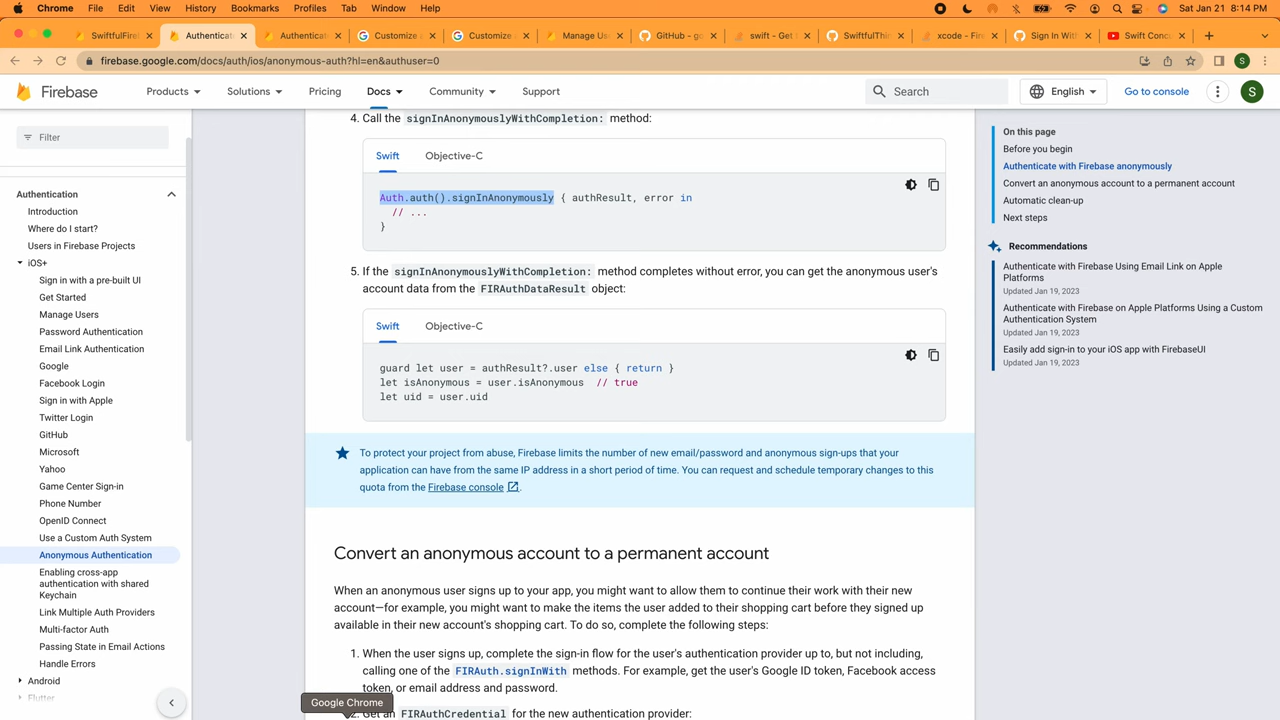 Chrome File Edit View History Bookmarks Profiles Tab Window Help Sat Jan 21 8:14 PM
SwiftfulFire Authenticate Authenticate Customize Customize Manage Use GitHub - go swift - Get SwiftfulThin xcode - Fire Sign In With Swift Concu
firebase.google.com/docs/auth/ios/anonymous-auth?hl=en&authuser=0
Firebase Products Solutions Pricing Docs Community Support Search English Go to console S
Filter
Authentication
Introduction
Where do I start?
Users in Firebase Projects
iOS+
Sign in with a pre-built UI
Get Started
Manage Users
Password Authentication
Email Link Authentication
Google
Facebook Login
Sign in with Apple
Twitter Login
GitHub
Microsoft
Yahoo
Game Center Sign-in
Phone Number
OpenID Connect
Use a Custom Auth System
Anonymous Authentication
Enabling cross-app
authentication with shared
Keychain
Link Multiple Auth Providers
Multi-factor Auth
Passing State in Email Actions
Handle Errors
Android
Flutter
4. Call the signInAnonymouslyWithCompletion: method:
Swift Objective-C
Auth.auth().signInAnonymously { authResult, error in
// ...
}
5. If the signInAnonymouslyWithCompletion: method completes without error, you can get the anonymous user's
account data from the FIRAuthDataResult object:
Swift Objective-C
guard let user = authResult?.user else { return }
let isAnonymous = user.isAnonymous // true
let uid = user.uid
To protect your project from abuse, Firebase limits the number of new email/password and anonymous sign-ups that your
application can have from the same IP address in a short period of time. You can request and schedule temporary changes to this
quota from the Firebase console.
Convert an anonymous account to a permanent account
When an anonymous user signs up to your app, you might want to allow them to continue their work with their new
account—for example, you might want to make the items the user added to their shopping cart before they signed up
available in their new account's shopping cart. To do so, complete the following steps:
1. When the user signs up, complete the sign-in flow for the user's authentication provider up to, but not including,
calling one of the FIRAuth.signInWith methods. For example, get the user's Google ID token, Facebook access
token, or email address and password.
Get an FIRAuthCredential for the new authentication provider:
Google Chrome
On this page
Before you begin
Authenticate with Firebase anonymously
Convert an anonymous account to a permanent account
Automatic clean-up
Next steps
Recommendations
Authenticate with Firebase Using Email Link on Apple
Platforms
Updated Jan 19, 2023
Authenticate with Firebase on Apple Platforms Using a Custom
Authentication System
Updated Jan 19, 2023
Easily add sign-in to your iOS app with FirebaseUI
Updated Jan 19, 2023